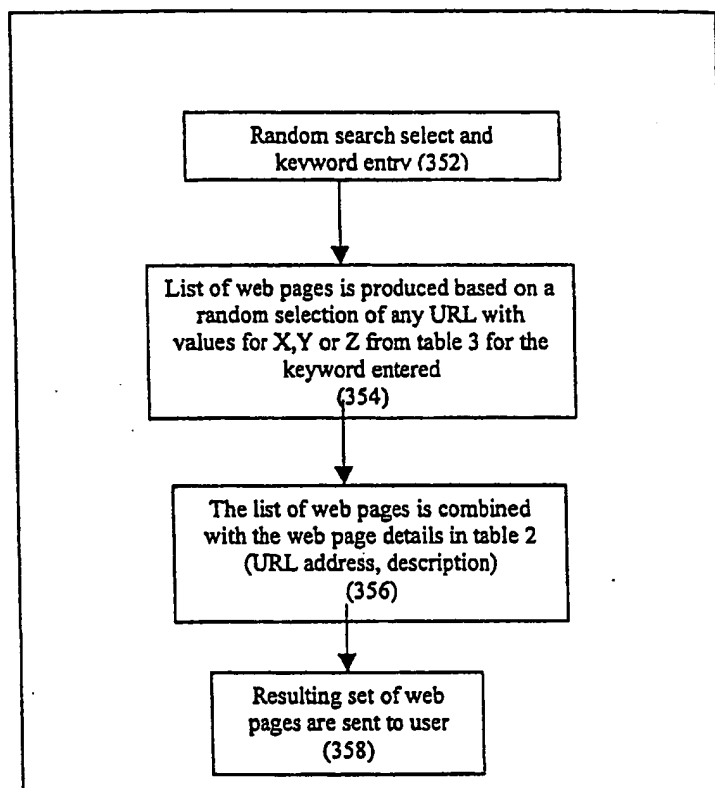 Random search select and
keyword entry (352)
List of web pages is produced based on a
random selection of any URL with
values for X,Y or Z from table 3 for the
keyword entered
(354)
The list of web pages is combined
with the web page details in table 2
(URL address, description)
(356)
Resulting set of web
pages are sent to user
(358)